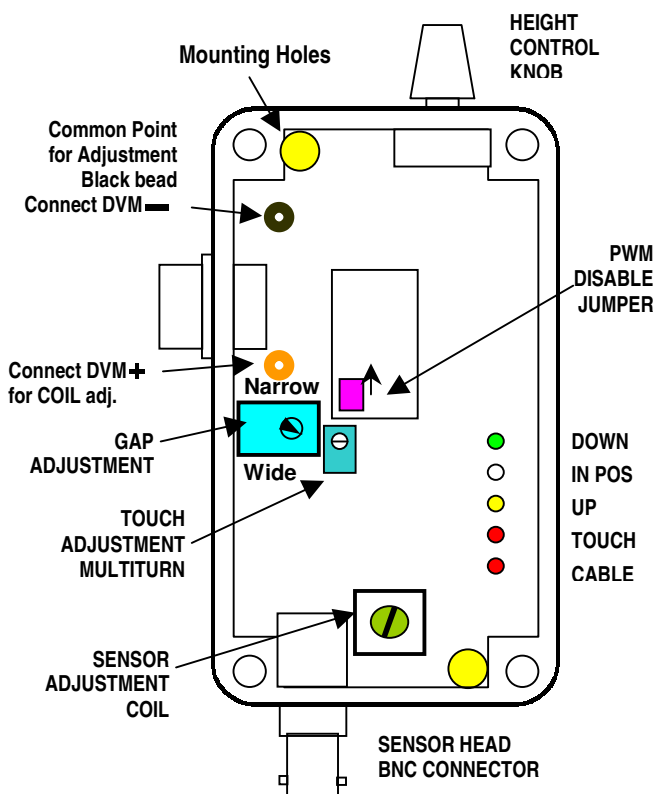 HEIGHT
CONTROL
KNOB
Mounting Holes
Common Point
for Adjustment
Black bead
Connect DVM –
PWM
DISABLE
JUMPER
Connect DVM +
for COIL adj.
Narrow
GAP
ADJUSTMENT
Wide
TOUCH
ADJUSTMENT
MULTITURN
DOWN
IN POS
UP
TOUCH
CABLE
SENSOR
ADJUSTMENT
COIL
SENSOR HEAD
BNC CONNECTOR